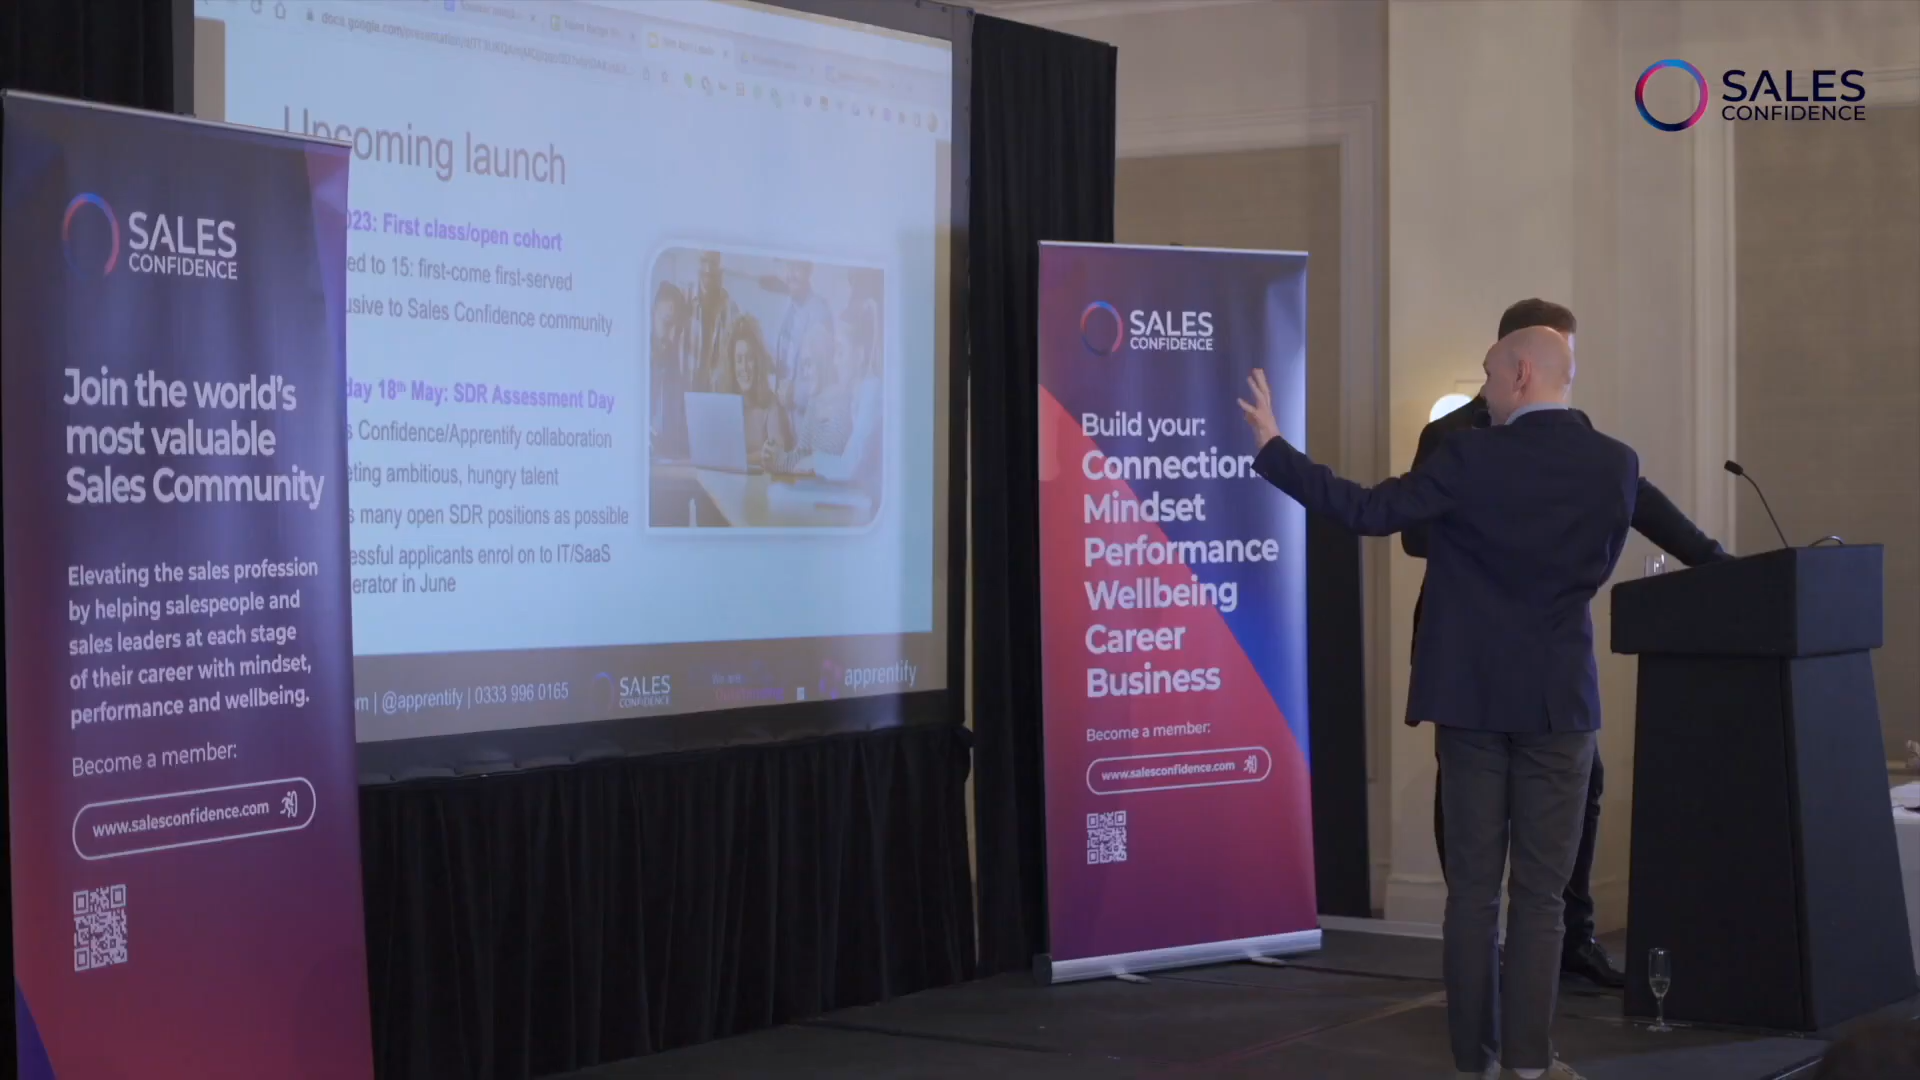 SALES
CONFIDENCE
docs.google.com/presentation
Upcoming launch
023: First class/open cohort
ed to 15: first-come first-served
usive to Sales Confidence community
day 18th May: SDR Assessment Day
s Confidence/Apprentify collaboration
eting ambitious, hungry talent
s many open SDR positions as possible
essful applicants enrol on to IT/SaaS
erator in June
m | @apprentify | 0333 996 0165
SALES
CONFIDENCE
apprentify
SALES
CONFIDENCE
Join the world's
most valuable
Sales Community
Elevating the sales profession
by helping salespeople and
sales leaders at each stage
of their career with mindset,
performance and wellbeing.
Become a member:
www.salesconfidence.com
SALES
CONFIDENCE
Build your:
Connection
Mindset
Performance
Wellbeing
Career
Business
Become a member:
www.salesconfidence.com